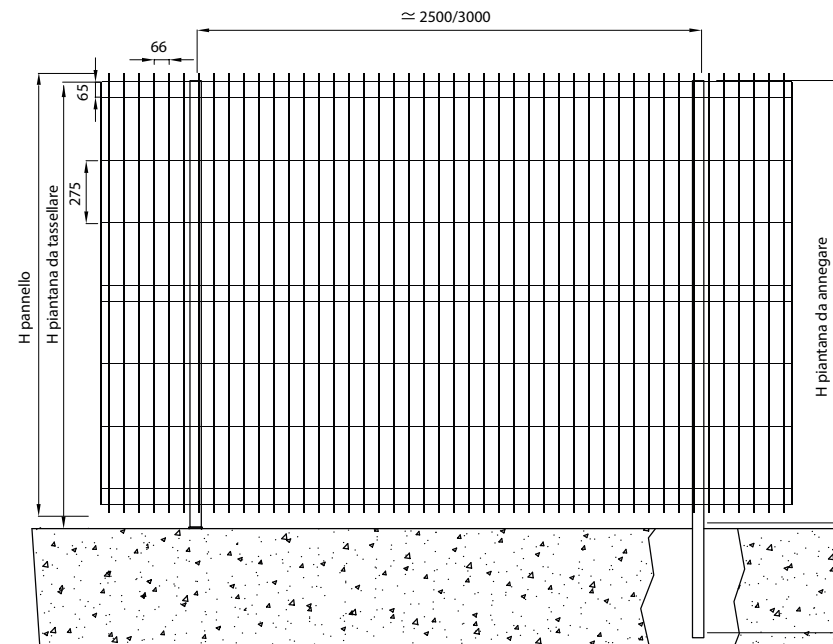 ≃ 2500/3000
66
65
275
H pannello
H piantana da tassellare
H piantana da annegare